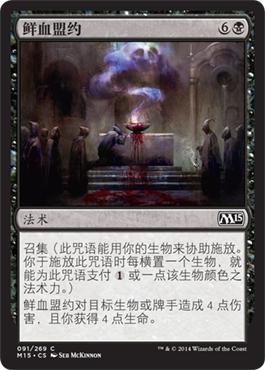 鲜血盟约 6
法术 M15
召集（此咒语能用你的生物来协助施放。
你于施放此咒语时每横置一个生物，就
能为此咒语支付 1 或一点该生物颜色之
法术力。）
鲜血盟约对目标生物或牌手造成 4 点伤
害，且你获得 4 点生命。
091/269 C
M15 • CS SEB MCKINNON ™ & © 2014 Wizards of the Coast